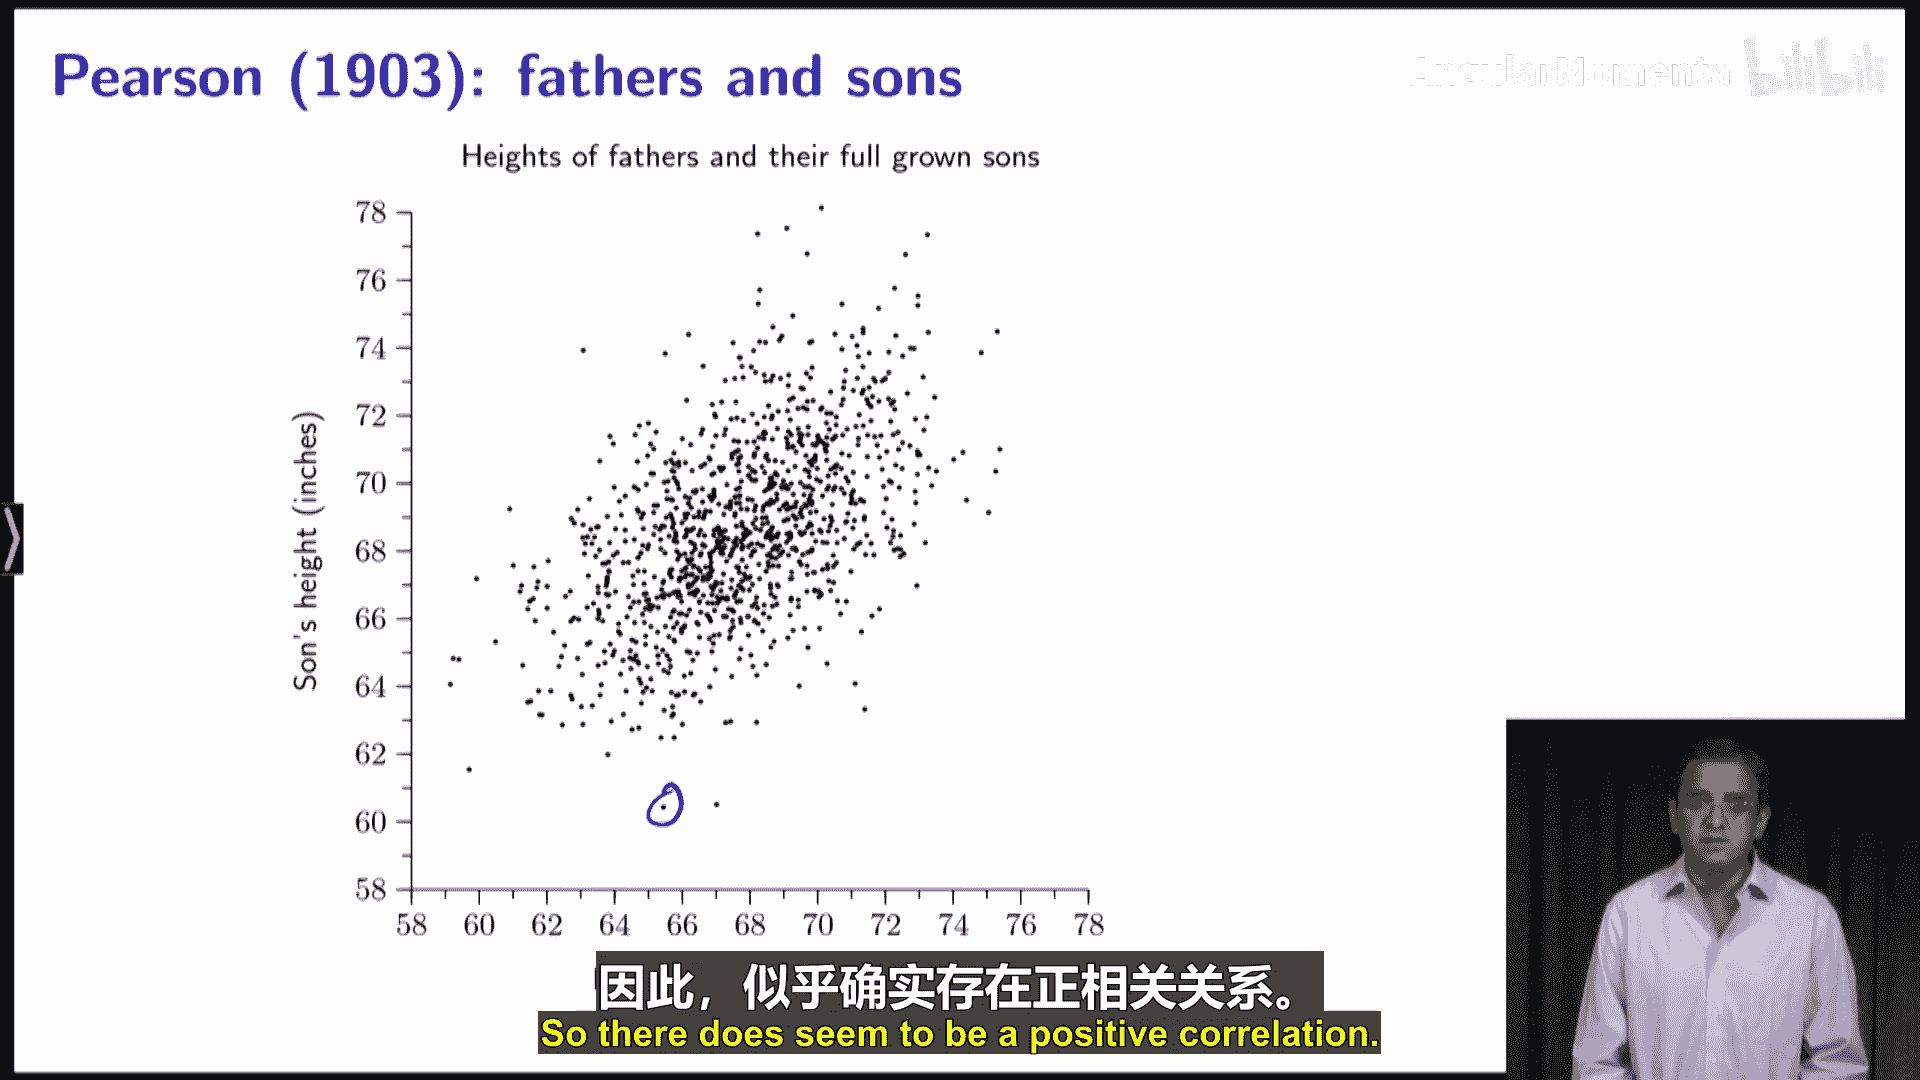 Pearson (1903): fathers and sons
bilibili
Heights of fathers and their full grown sons
78
76
74
72
70
68
66
64
62
60
58
Son's height (inches)
58 60 62 64 66 68 70 72 74 76 78
因此，似乎确实存在正相关关系。
So there does seem to be a positive correlation.